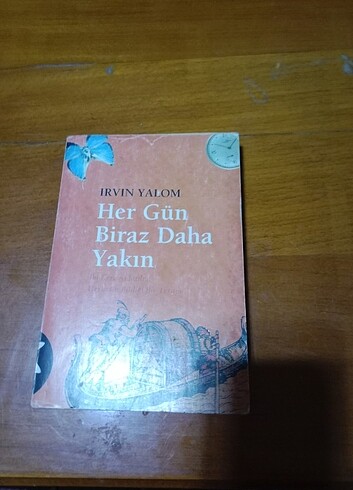 IRVIN YALOM
Her Gün
Biraz Daha
Yakın